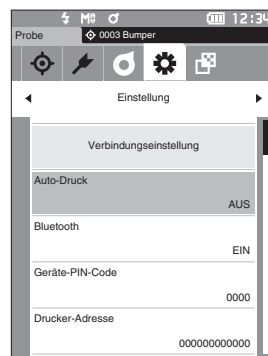 12:34
Probe
0003 Bumper
Einstellung
Verbindungseinstellung
Auto-Druck
AUS
Bluetooth
EIN
Geräte-PIN-Code
0000
Drucker-Adresse
000000000000